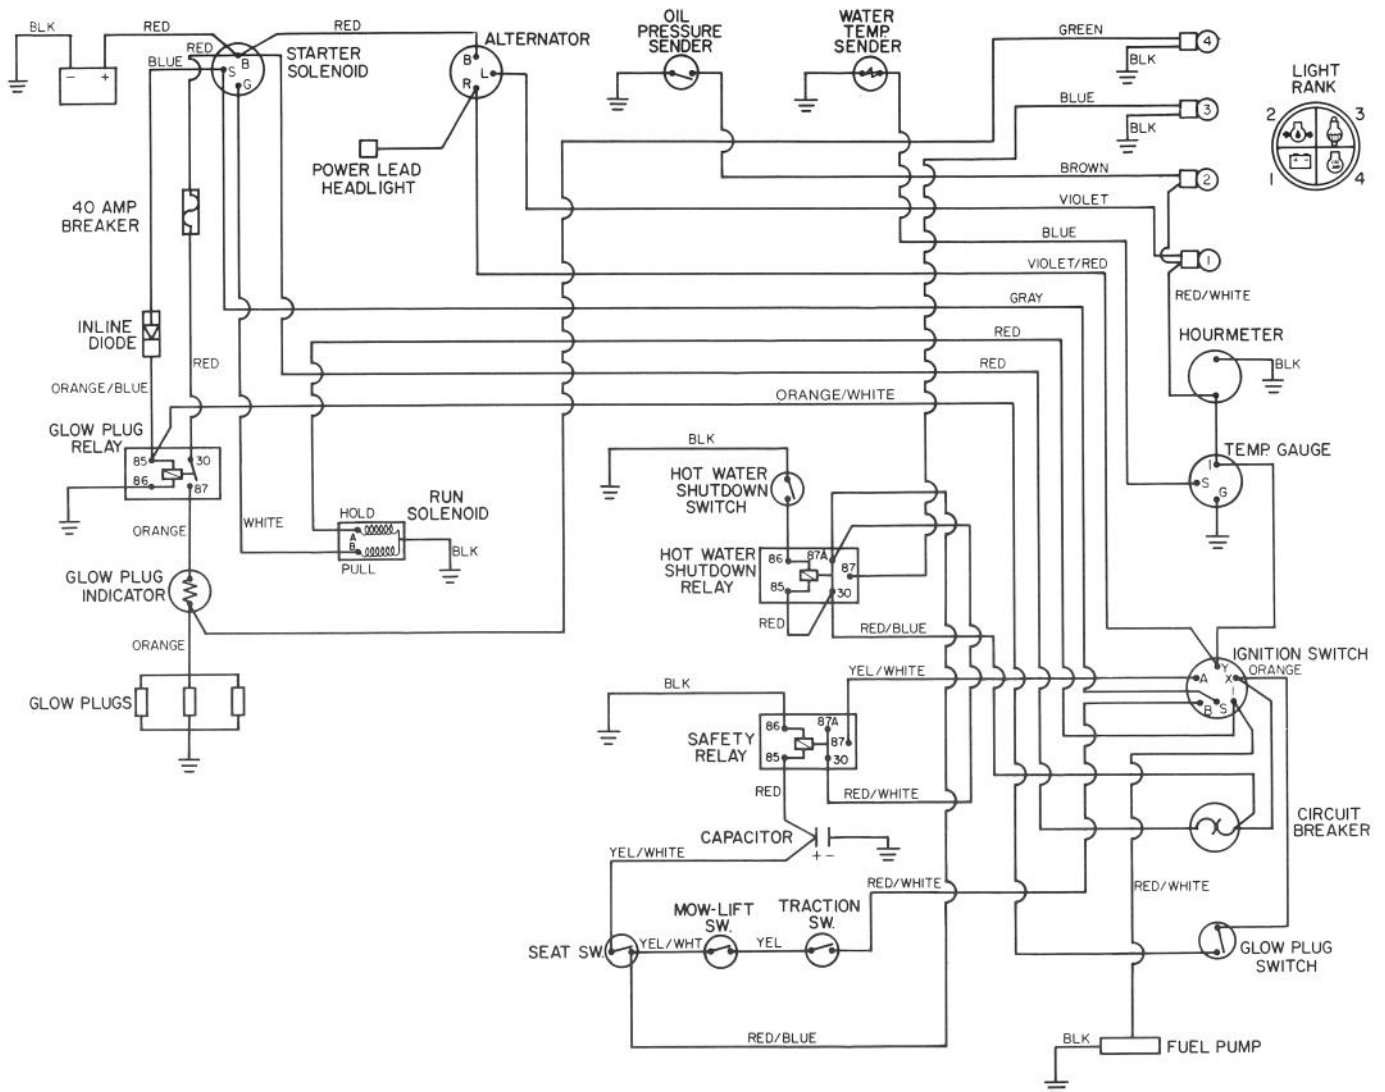 BLK
RED
RED
OIL
PRESSURE
SENDER
WATER
TEMP.
SENDER
GREEN
4
BLK
- +
RED
BLUE
B
S
G
STARTER
SOLENOID
ALTERNATOR
B
L
R
LIGHT
RANK
BLUE
3
BLK
2
3
1
4
POWER LEAD
HEADLIGHT
BROWN
2
40 AMP
BREAKER
VIOLET
BLUE
VIOLET/RED
1
GRAY
RED/WHITE
INLINE
DIODE
RED
RED
HOURMETER
BLK
RED
ORANGE/BLUE
ORANGE/WHITE
GLOW PLUG
RELAY
85
30
86
87
BLK
TEMP. GAUGE
I
S
G
HOT WATER
SHUTDOWN
SWITCH
RUN
SOLENOID
HOLD
A
B
PULL
BLK
ORANGE
WHITE
HOT WATER
SHUTDOWN
RELAY
86
87A
87
85
30
GLOW PLUG
INDICATOR
RED
RED/BLUE
ORANGE
YEL/WHITE
IGNITION SWITCH
ORANGE
Y
A
X
I
B
S
BLK
GLOW PLUGS
SAFETY
RELAY
86
87A
87
85
30
RED
RED/WHITE
CAPACITOR
+ -
CIRCUIT
BREAKER
YEL/WHITE
RED/WHITE
RED/WHITE
MOW-LIFT
SW.
TRACTION
SW.
SEAT SW.
YEL/WHT
YEL
GLOW PLUG
SWITCH
RED/BLUE
BLK
FUEL PUMP